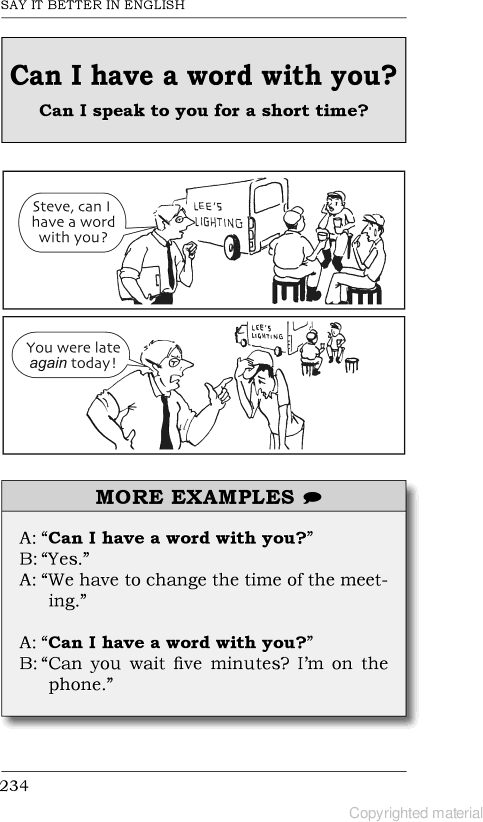 SAY IT BETTER IN ENGLISH
Can I have a word with you?
Can I speak to you for a short time?
Steve, can I
have a word
with you?
LEE'S
LIGHTING
You were late
again today!
LEE'S
LIGHTING
MORE EXAMPLES
A: “Can I have a word with you?”
B: “Yes.”
A: “We have to change the time of the meet-
ing.”
A: “Can I have a word with you?”
B: “Can you wait five minutes? I’m on the
phone.”
234
Copyrighted material